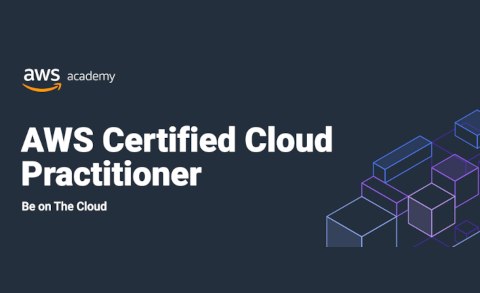 aws academy
AWS Certified Cloud
Practitioner
Be on The Cloud